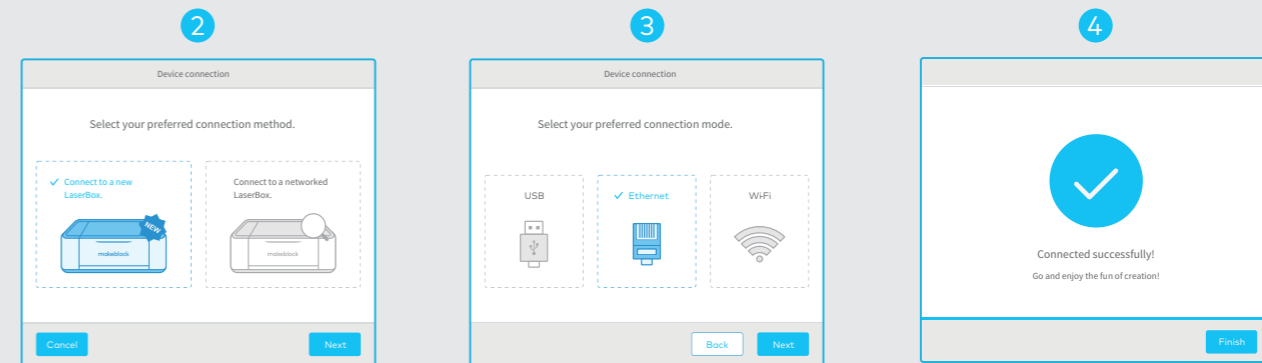 2
3
4
Device connection
Select your preferred connection method.
✓ Connect to a new
LaserBox.
NEW
makeblock
Connect to a networked
LaserBox.
makeblock
Cancel
Next
Device connection
Select your preferred connection mode.
USB
✓ Ethernet
WiFi
Back
Next
Connected successfully!
Go and enjoy the fun of creation!
Finish